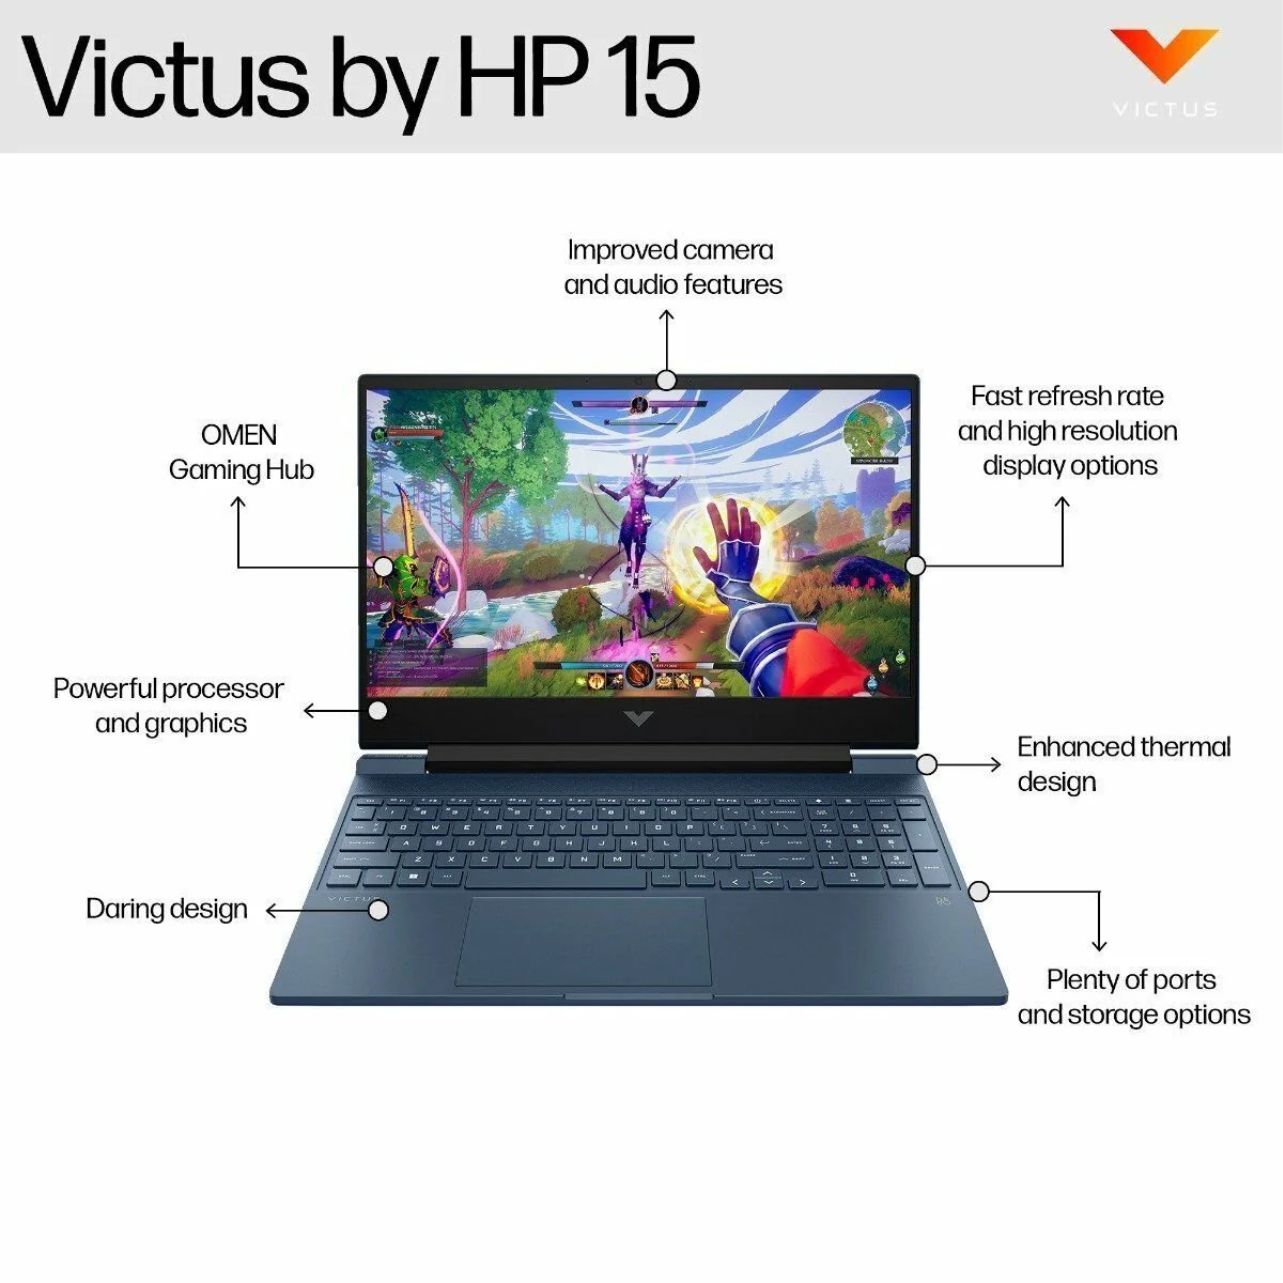 Victus by HP 15
VICTUS
Improved camera
and audio features
Fast refresh rate
and high resolution
display options
OMEN
Gaming Hub
Powerful processor
and graphics
Enhanced thermal
design
Daring design
Plenty of ports
and storage options
Q W E R T Y U I O P
A S D F G H J K L
Z X C V B N M
VICTUS